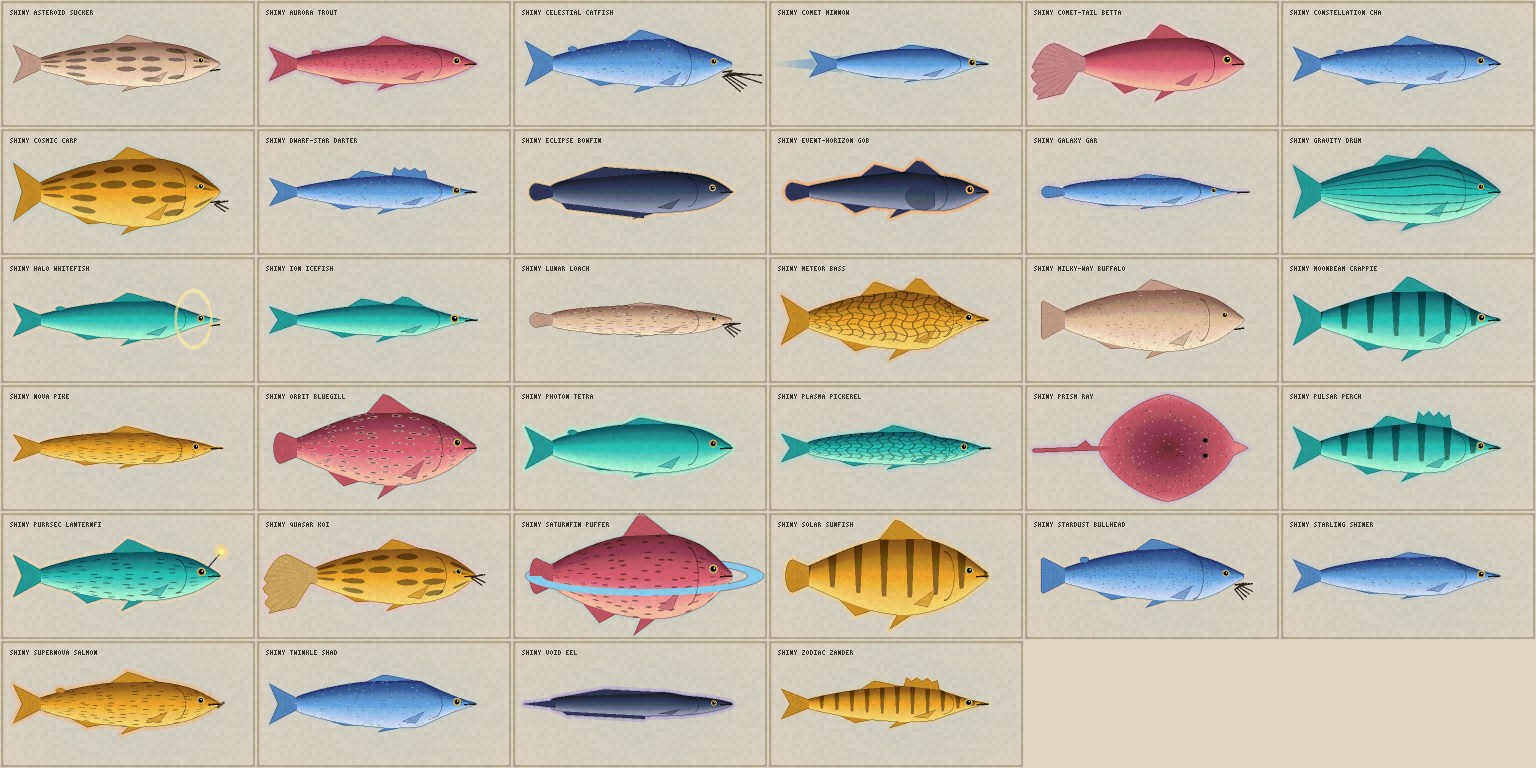 SHINY ASTEROID SUCKER
SHINY AURORA TROUT
SHINY CELESTIAL CATFISH
SHINY COMET MINNOW
SHINY COMET-TAIL BETTA
SHINY CONSTELLATION CHA
SHINY COSMIC CARP
SHINY DWARF-STAR DARTER
SHINY ECLIPSE BOWFIN
SHINY EVENT-HORIZON GOB
SHINY GALAXY GAR
SHINY GRAVITY DRUM
SHINY HALO WHITEFISH
SHINY ION ICEFISH
SHINY LUNAR LOACH
SHINY METEOR BASS
SHINY MILKY-WAY BUFFALO
SHINY MOONBEAM CRAPPIE
SHINY NOVA PIKE
SHINY ORBIT BLUEGILL
SHINY PHOTON TETRA
SHINY PLASMA PICKEREL
SHINY PRISM RAY
SHINY PULSAR PERCH
SHINY PURRSEC LANTERNFI
SHINY QUASAR KOI
SHINY SATURNFIN PUFFER
SHINY SOLAR SUNFISH
SHINY STARDUST BULLHEAD
SHINY STARLING SHINER
SHINY SUPERNOVA SALMON
SHINY TWINKLE SHAD
SHINY VOID EEL
SHINY ZODIAC ZANDER